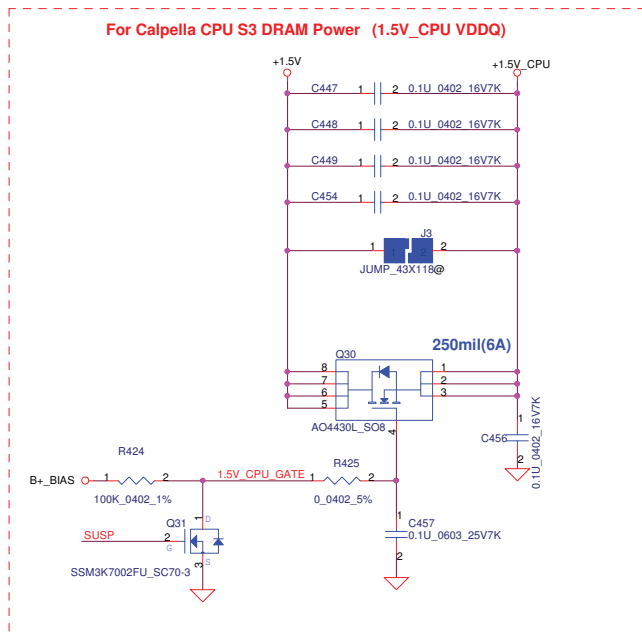 For Calpella CPU S3 DRAM Power (1.5V_CPU VDDQ)
+1.5V
+1.5V_CPU
C447 1 2 0.1U_0402_16V7K
C448 1 2 0.1U_0402_16V7K
C449 1 2 0.1U_0402_16V7K
C454 1 2 0.1U_0402_16V7K
J3
1 1 2 2
JUMP_43X118@
250mil(6A)
Q30
8 1
7 2
6 3
5
AO4430L_SO8
4
1
C456
2
0.1U_0402_16V7K
R424
1.5V_CPU_GATE
R425
B+_BIAS 1 2 1 2
100K_0402_1%
0_0402_5%
Q31
1 D
SUSP
2
G
3 S
SSM3K7002FU_SC70-3
1
C457
0.1U_0603_25V7K
2